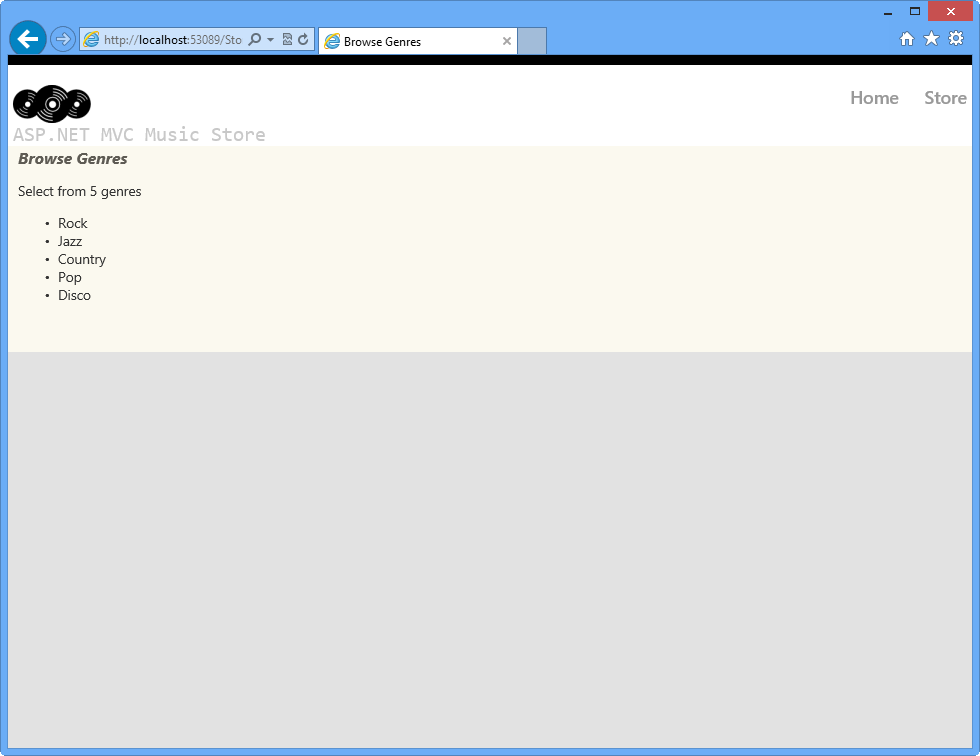 http://localhost:53089/Sto
Browse Genres
Home Store
ASP.NET MVC Music Store
Browse Genres
Select from 5 genres
• Rock
• Jazz
• Country
• Pop
• Disco